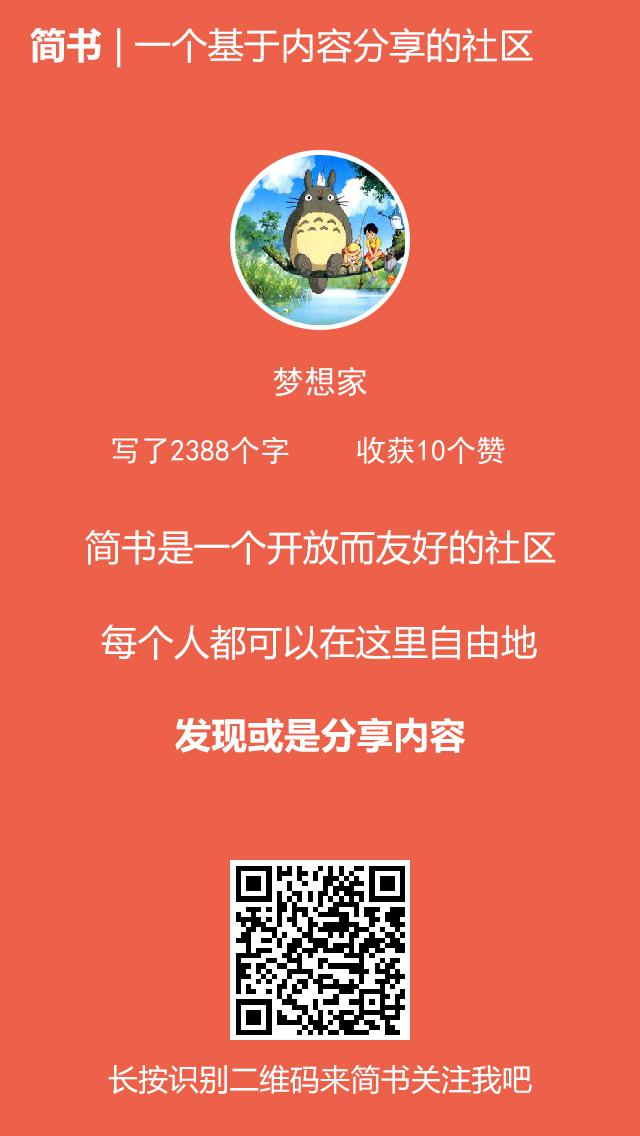 简书 | 一个基于内容分享的社区
梦想家
写了2388个字 收获10个赞
简书是一个开放而友好的社区
每个人都可以在这里自由地
发现或是分享内容
长按识别二维码来简书关注我吧